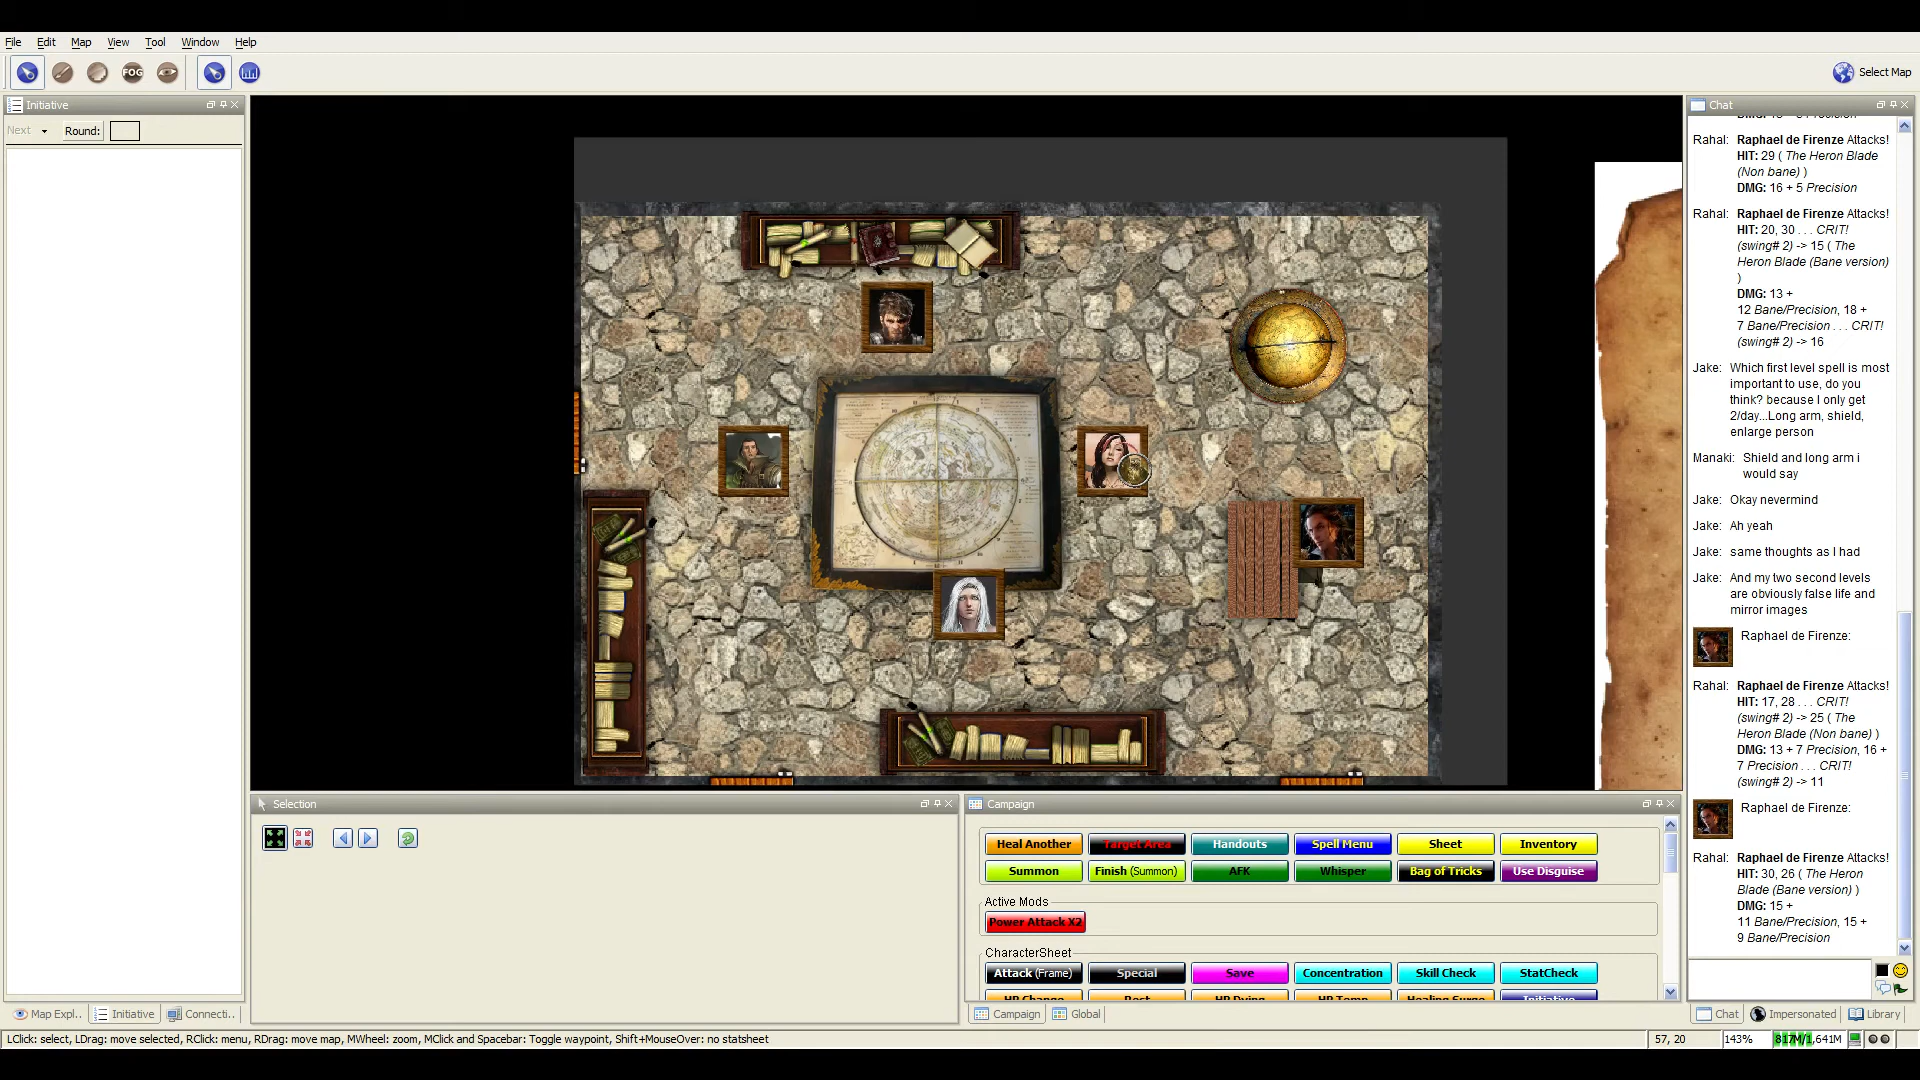 File Edit Map View Tool Window Help
FOG
Select Map
Initiative
Next Round:
Chat
Rahal: Raphael de Firenze Attacks!
HIT: 29 ( The Heron Blade
(Non bane) )
DMG: 16 + 5 Precision
Rahal: Raphael de Firenze Attacks!
HIT: 20, 30 . . . CRIT!
(swing# 2) -> 15 ( The
Heron Blade (Bane version)
)
DMG: 13 +
12 Bane/Precision, 18 +
7 Bane/Precision . . . CRIT!
(swing# 2) -> 16
Jake: Which first level spell is most
important to use, do you
think? because I only get
2/day...Long arm, shield,
enlarge person
Manaki: Shield and long arm i
would say
Jake: Okay nevermind
Jake: Ah yeah
Jake: same thoughts as I had
Jake: And my two second levels
are obviously false life and
mirror images
Raphael de Firenze:
Rahal: Raphael de Firenze Attacks!
HIT: 17, 28 . . . CRIT!
(swing# 2) -> 25 ( The
Heron Blade (Non bane) )
DMG: 13 + 7 Precision, 16 +
7 Precision . . . CRIT!
(swing# 2) -> 11
Raphael de Firenze:
Rahal: Raphael de Firenze Attacks!
HIT: 30, 26 ( The Heron
Blade (Bane version) )
DMG: 15 +
11 Bane/Precision, 15 +
9 Bane/Precision
Selection
Campaign
Heal Another Target Area Handouts Spell Menu Sheet Inventory
Summon Finish (Summon) AFK Whisper Bag of Tricks Use Disguise
Active Mods
Power Attack X2
CharacterSheet
Attack (Frame) Special Save Concentration Skill Check StatCheck
HP Change Rest HP Dying HP Temp Healing Surge Initiative
Map Expl.. Initiative Connecti..
Campaign Global
Chat Impersonated Library
LClick: select, LDrag: move selected, RClick: menu, RDrag: move map, MWheel: zoom, MClick and Spacebar: Toggle waypoint, Shift+MouseOver: no statsheet
57, 20 143% 817M/1,641M